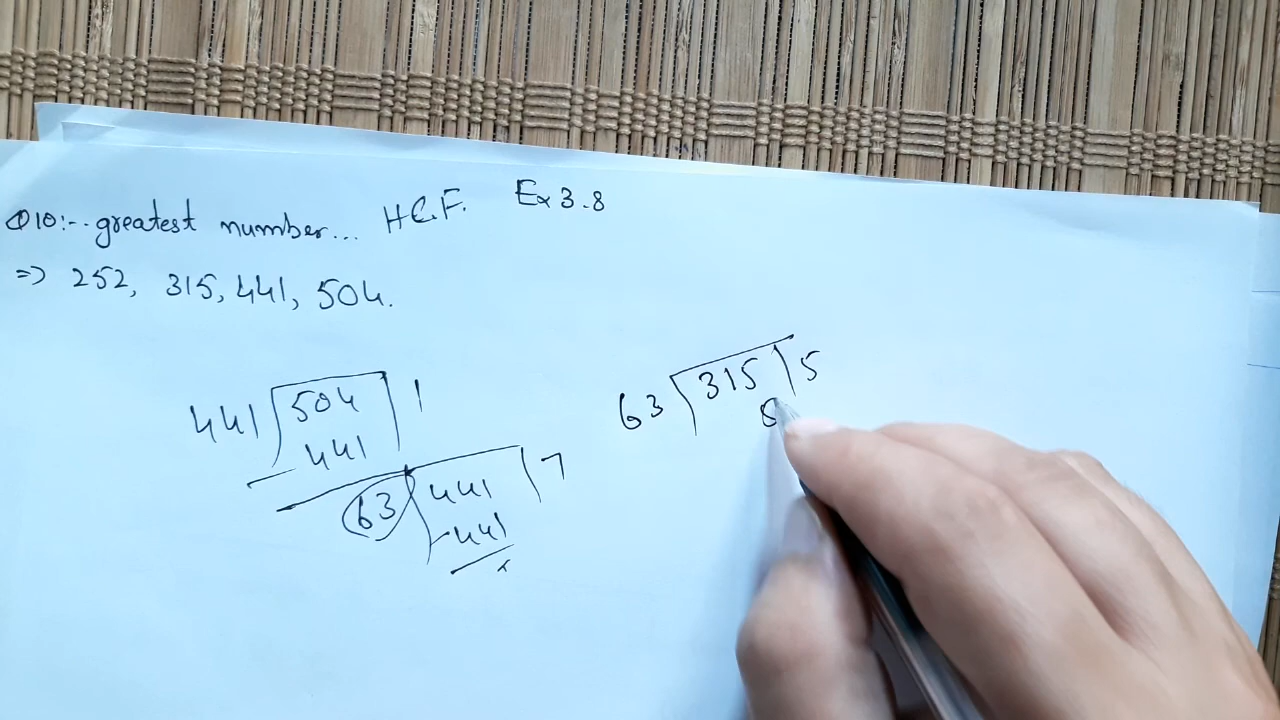 Q10:-. greatest number... H.C.F. Ex 3.8
=> 252, 315, 441, 504.
441 504 1
441
63 441 7
-441
63 315 5